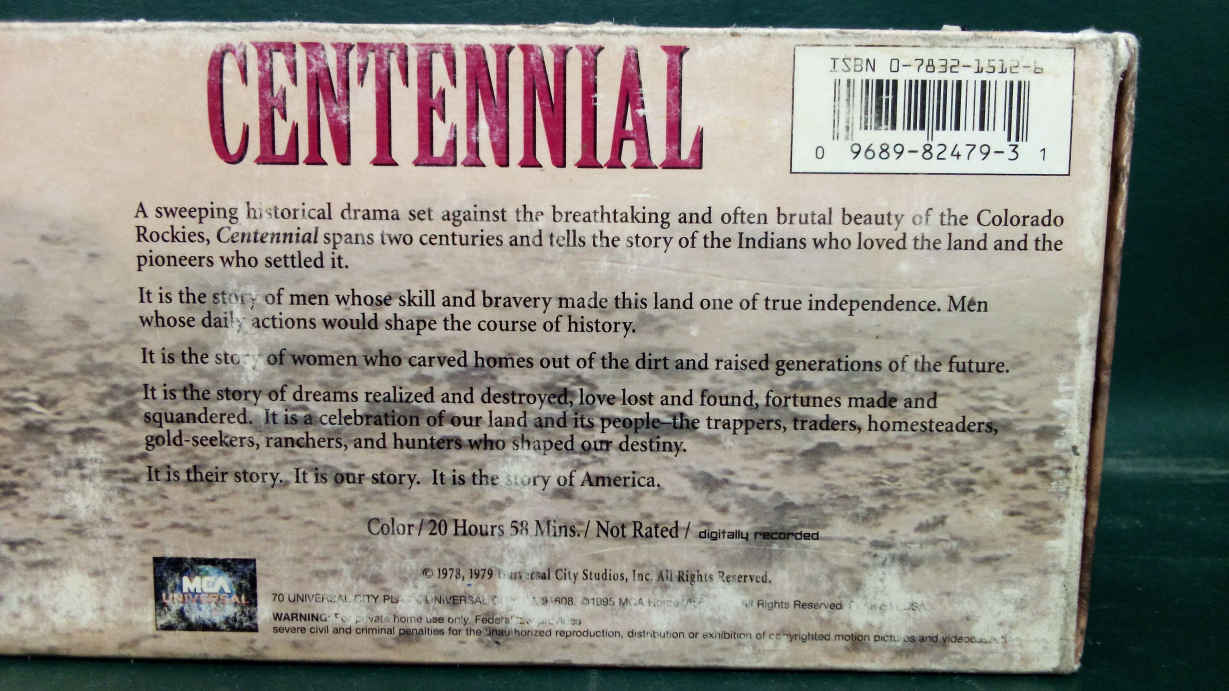 CENTENNIAL
ISBN 0-7832-1512-6
0 9689-82479-3 1
A sweeping historical drama set against the breathtaking and often brutal beauty of the Colorado
Rockies, Centennial spans two centuries and tells the story of the Indians who loved the land and the
pioneers who settled it.
It is the story of men whose skill and bravery made this land one of true independence. Men
whose daily actions would shape the course of history.
It is the story of women who carved homes out of the dirt and raised generations of the future.
It is the story of dreams realized and destroyed, love lost and found, fortunes made and
squandered. It is a celebration of our land and its people–the trappers, traders, homesteaders,
gold-seekers, ranchers, and hunters who shaped our destiny.
It is their story. It is our story. It is the story of America.
Color / 20 Hours 58 Mins. / Not Rated / digitally recorded
© 1978, 1979 Universal City Studios, Inc. All Rights Reserved.
MCA
UNIVERSAL
70 UNIVERSAL CITY PLAZA, UNIVERSAL 91608. ©1995 MCA All Rights Reserved.
WARNING: For private home use only. Federal
severe civil and criminal penalties for the unauthorized reproduction, distribution or exhibition of copyrighted motion pictures and